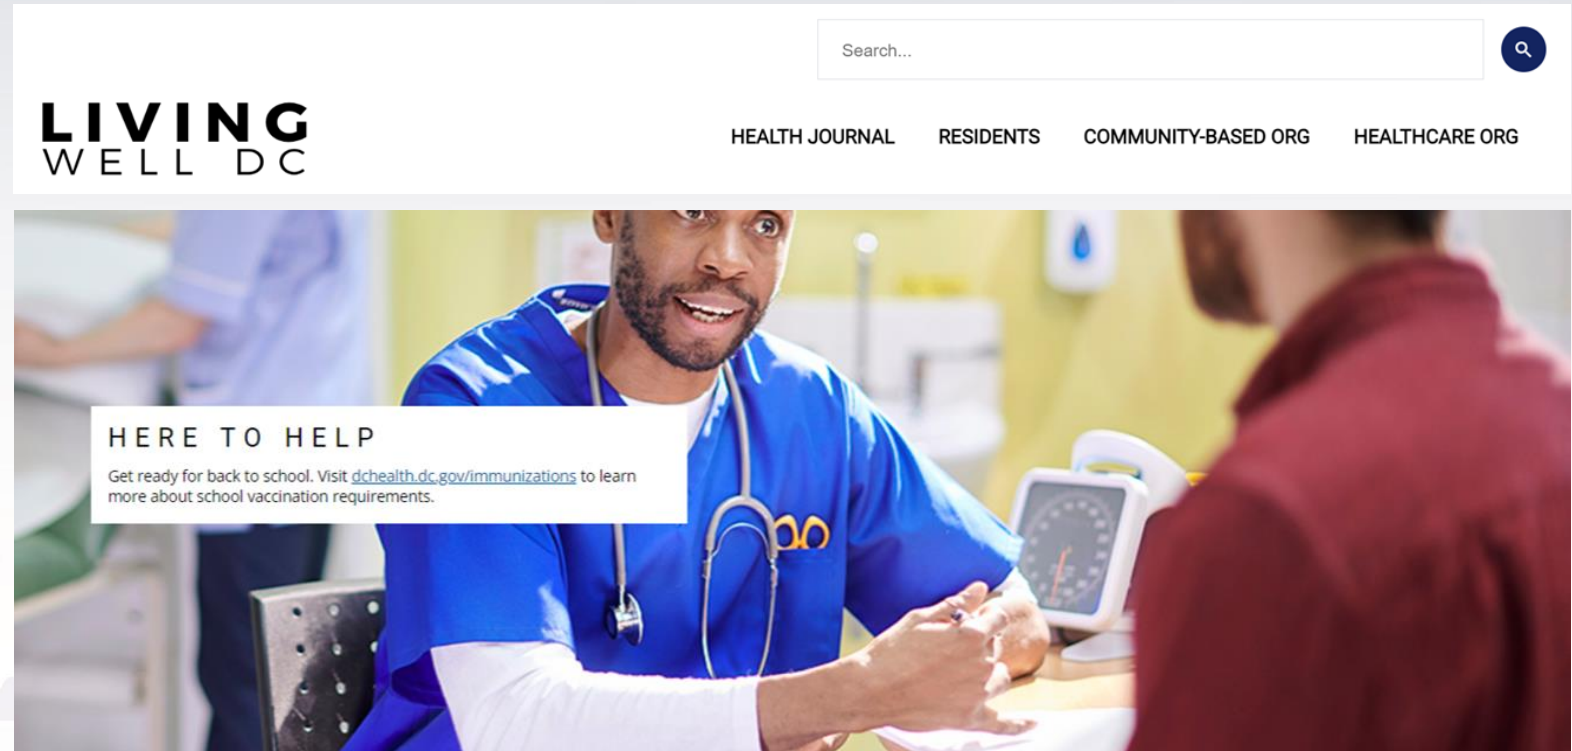 Search...
LIVING
WELL DC
HEALTH JOURNAL RESIDENTS COMMUNITY-BASED ORG HEALTHCARE ORG
HERE TO HELP
Get ready for back to school. Visit dchealth.dc.gov/immunizations to learn
more about school vaccination requirements.